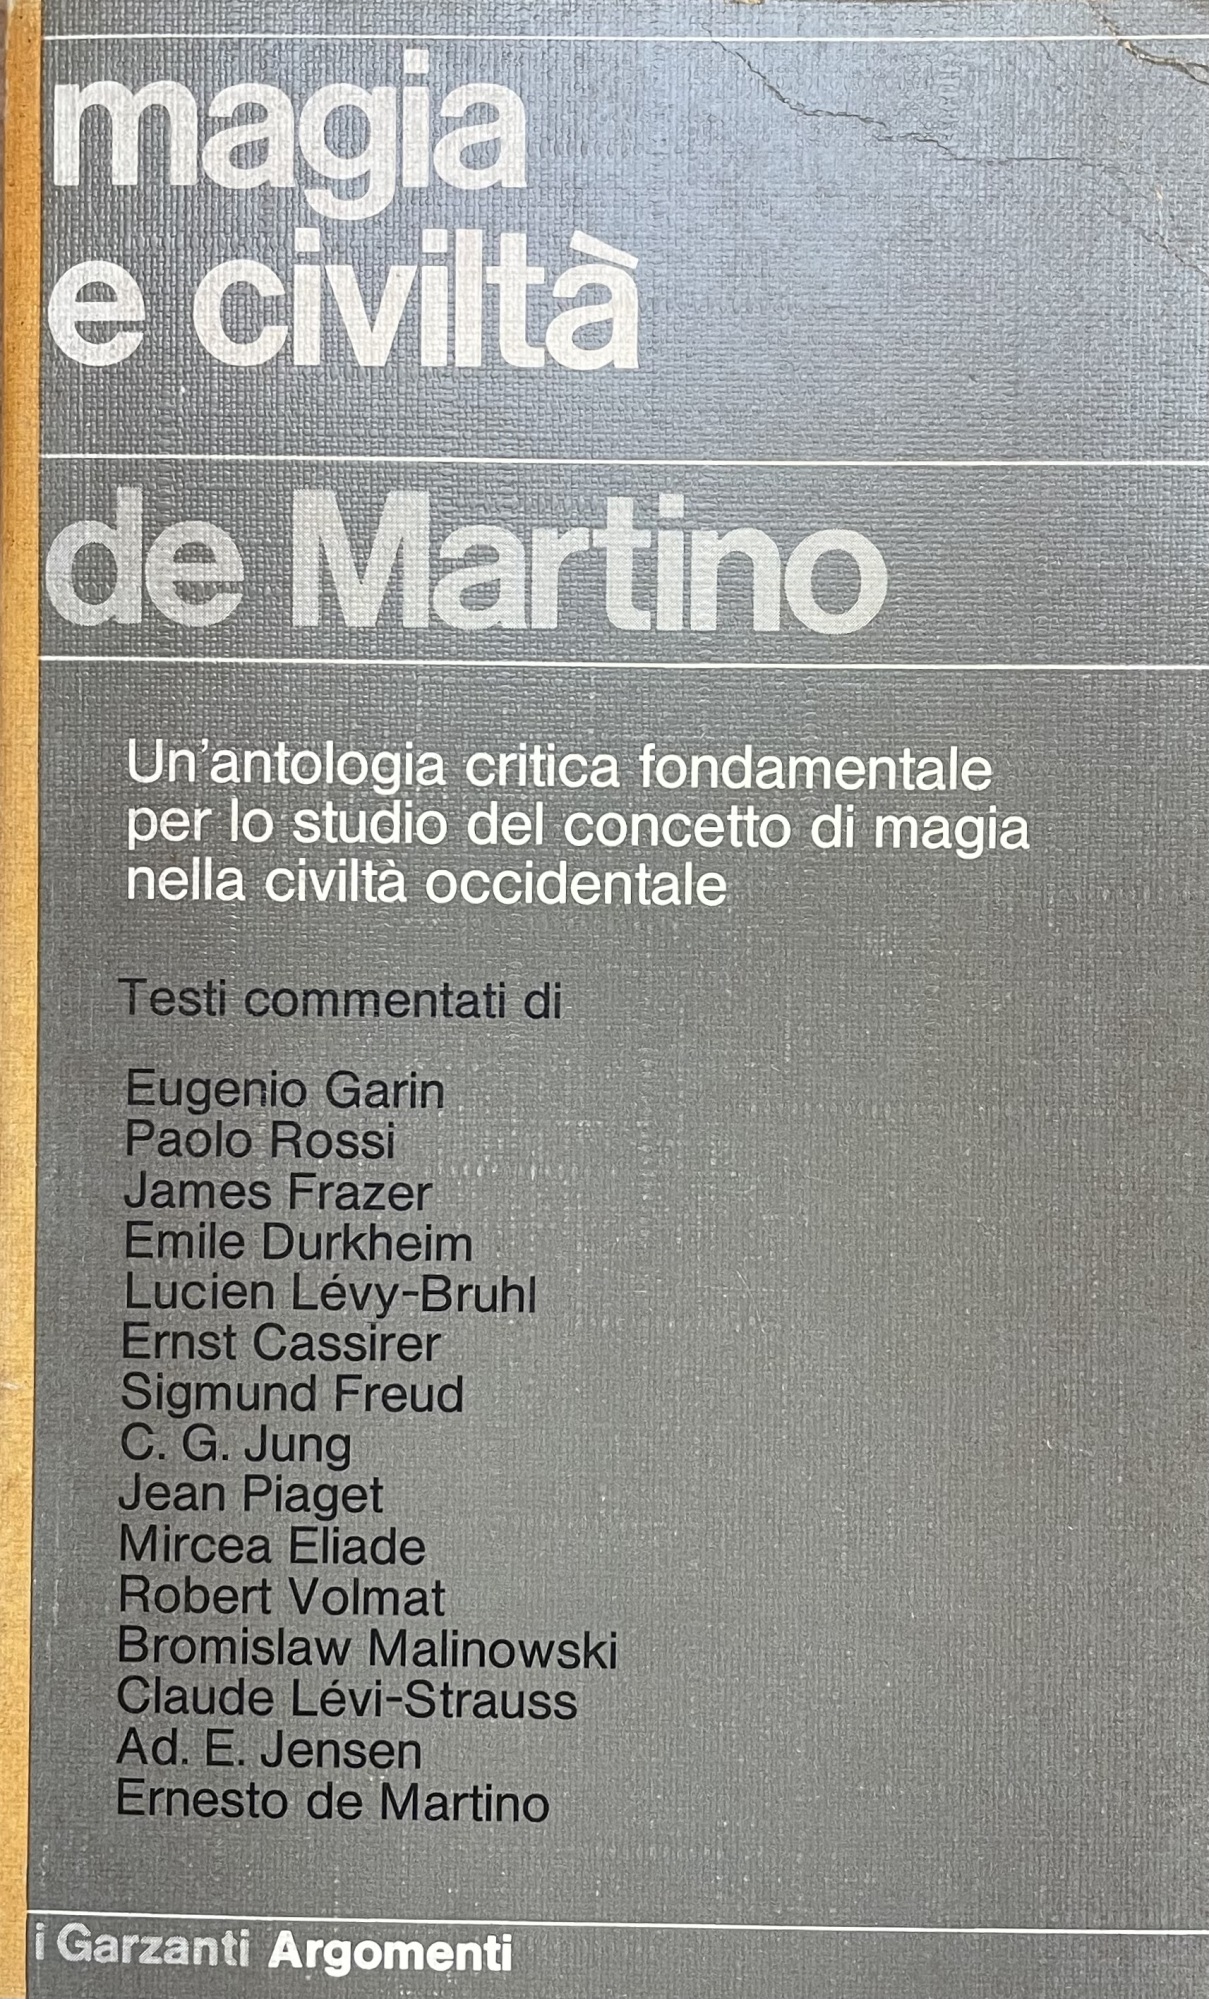 magia
e civiltà
de Martino
Un'antologia critica fondamentale
per lo studio del concetto di magia
nella civiltà occidentale
Testi commentati di
Eugenio Garin
Paolo Rossi
James Frazer
Emile Durkheim
Lucien Lévy-Bruhl
Ernst Cassirer
Sigmund Freud
C. G. Jung
Jean Piaget
Mircea Eliade
Robert Volmat
Bromislaw Malinowski
Claude Lévi-Strauss
Ad. E. Jensen
Ernesto de Martino
i Garzanti Argomenti